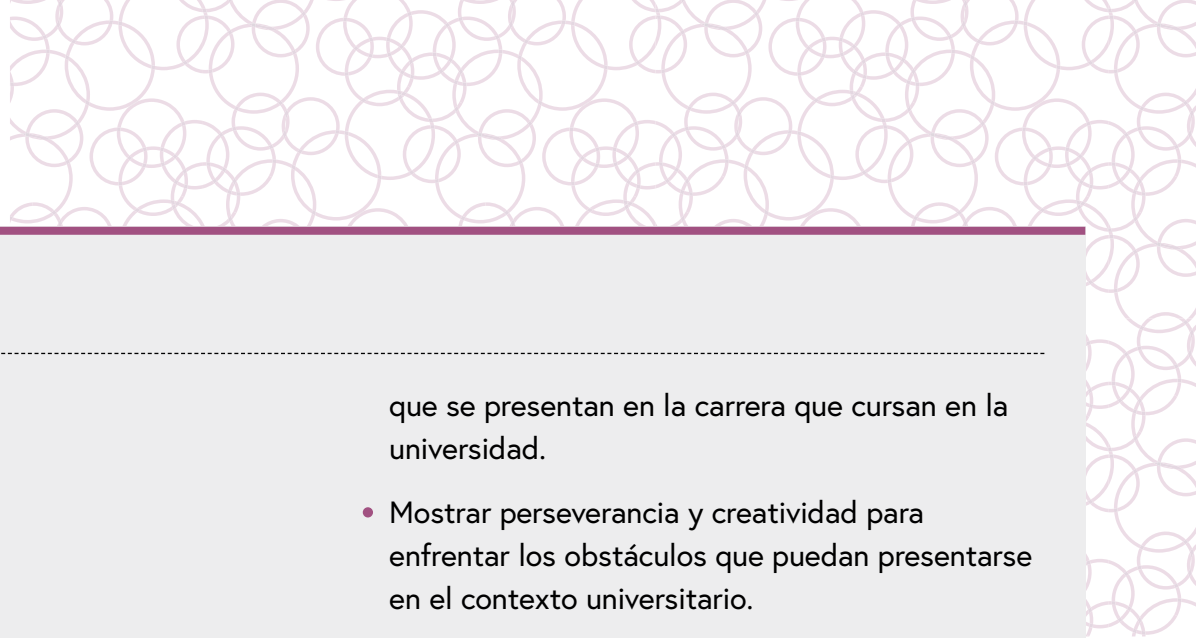 que se presentan en la carrera que cursan en la
universidad.
• Mostrar perseverancia y creatividad para
enfrentar los obstáculos que puedan presentarse
en el contexto universitario.